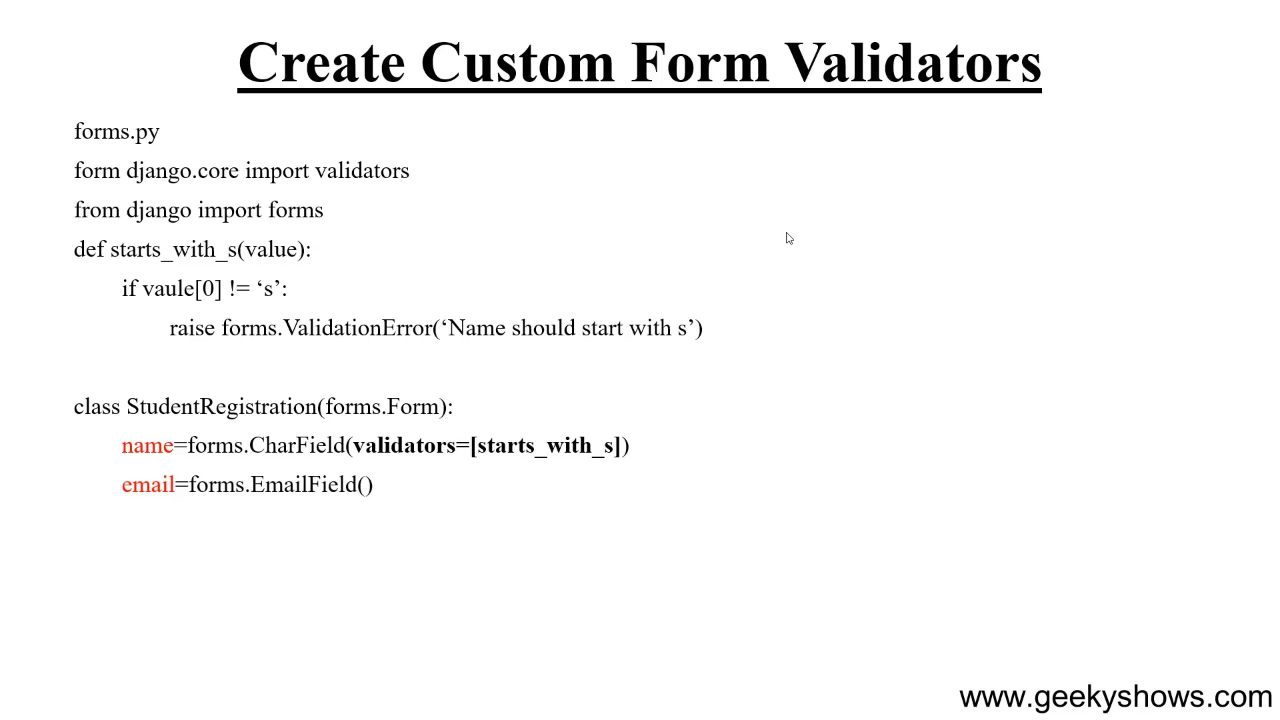 Create Custom Form Validators
forms.py
form django.core import validators
from django import forms
def starts_with_s(value):
if vaule[0] != ‘s’:
raise forms.ValidationError(‘Name should start with s’)
class StudentRegistration(forms.Form):
name=forms.CharField(validators=[starts_with_s])
email=forms.EmailField()
www.geekyshows.com